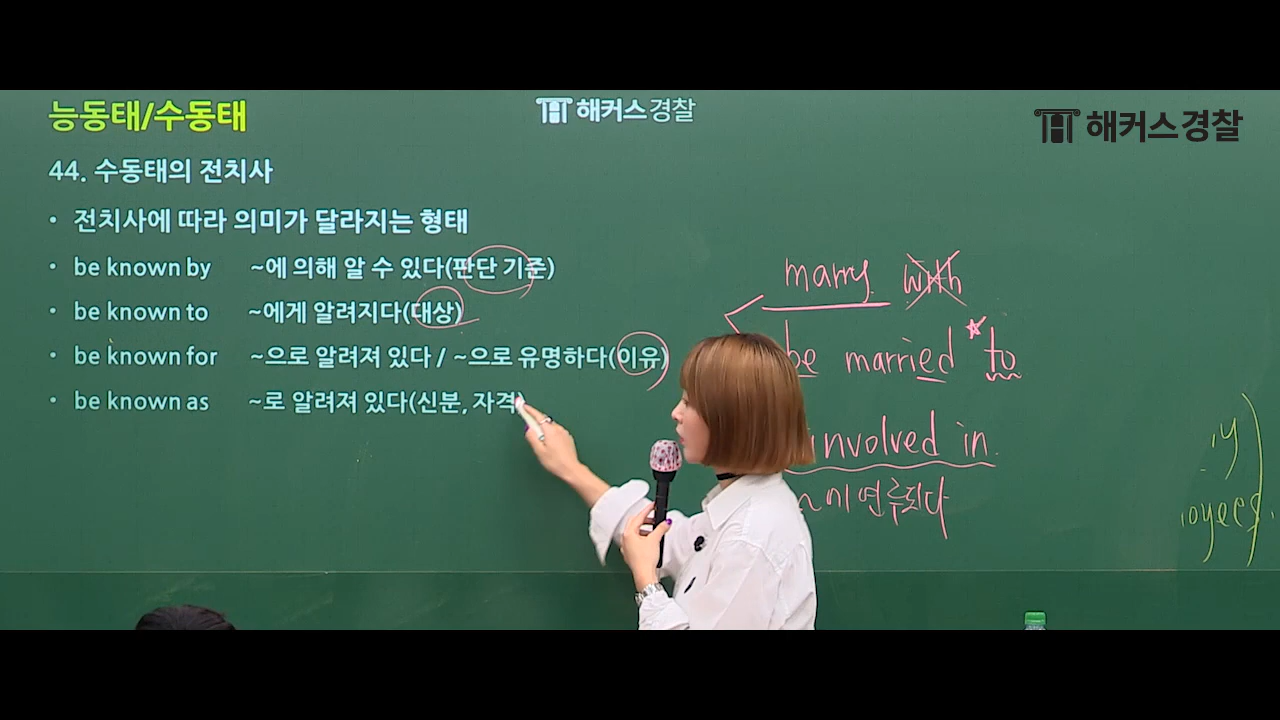 능동태/수동태
해커스경찰
해커스경찰
44. 수동태의 전치사
• 전치사에 따라 의미가 달라지는 형태
• be known by ~에 의해 알 수 있다(판단 기준)
• be known to ~에게 알려지다(대상)
• be known for ~으로 알려져 있다 / ~으로 유명하다(이유)
• be known as ~로 알려져 있다(신분, 자격)
marry with
be married to
involved in
~에 연루되다